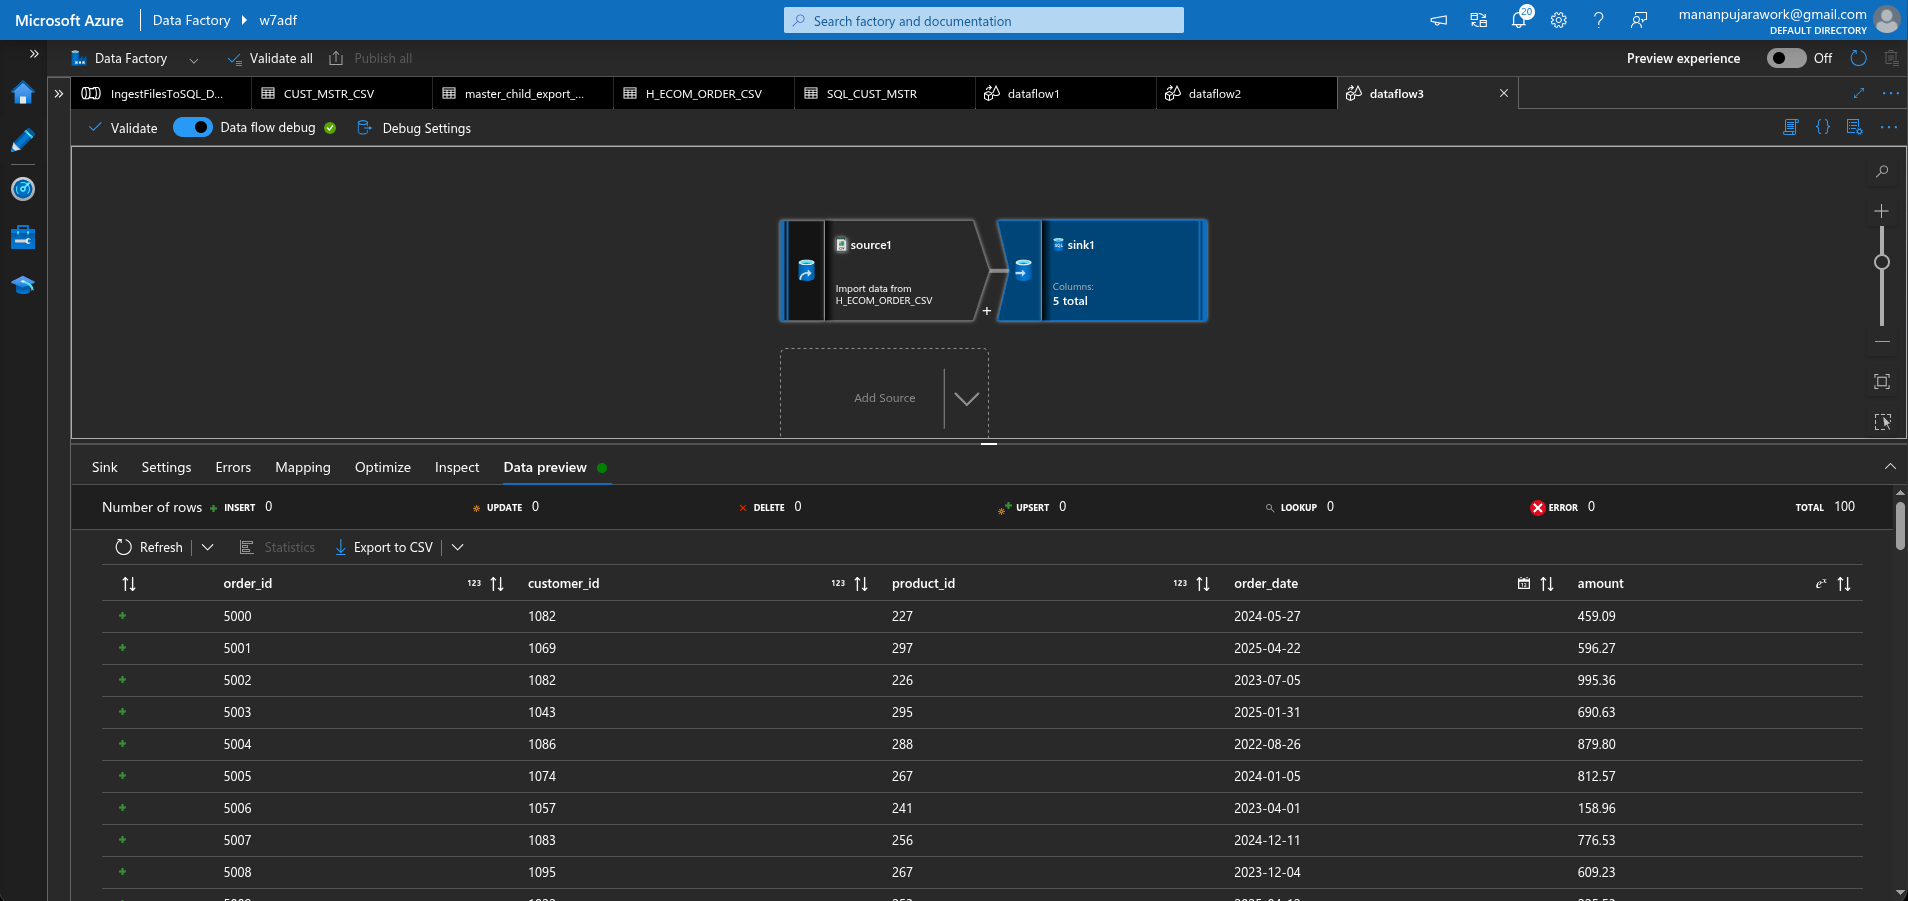 Microsoft Azure Data Factory w7adf
Search factory and documentation
20
mananpujarawork@gmail.com
DEFAULT DIRECTORY
Data Factory Validate all Publish all
Preview experience Off
IngestFilesToSQL_D... CUST_MSTR_CSV master_child_export_... H_ECOM_ORDER_CSV SQL_CUST_MSTR dataflow1 dataflow2 dataflow3
Validate Data flow debug Debug Settings
source1
Import data from
H_ECOM_ORDER_CSV
sink1
Columns:
5 total
Add Source
Sink Settings Errors Mapping Optimize Inspect Data preview
Number of rows INSERT 0 UPDATE 0 DELETE 0 UPSERT 0 LOOKUP 0 ERROR 0 TOTAL 100
Refresh Statistics Export to CSV
order_id 123 customer_id 123 product_id 123 order_date amount
5000 1082 227 2024-05-27 459.09
5001 1069 297 2025-04-22 596.27
5002 1082 226 2023-07-05 995.36
5003 1043 295 2025-01-31 690.63
5004 1086 288 2022-08-26 879.80
5005 1074 267 2024-01-05 812.57
5006 1057 241 2023-04-01 158.96
5007 1083 256 2024-12-11 776.53
5008 1095 267 2023-12-04 609.23